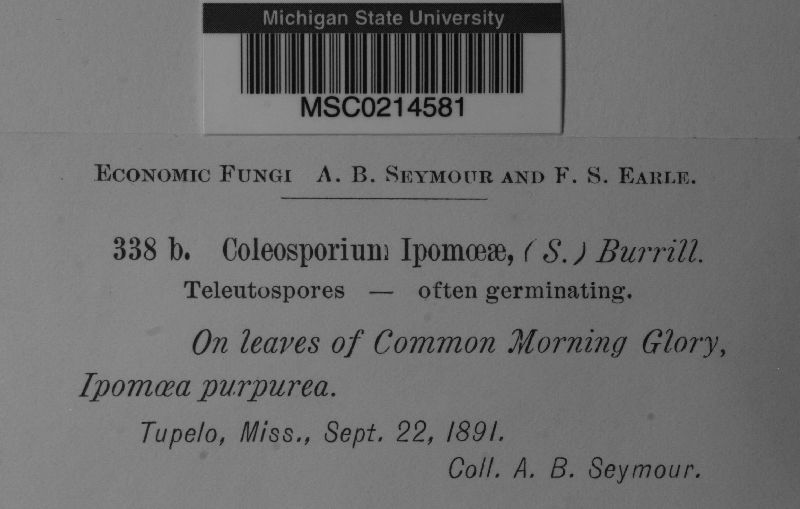 Michigan State University
MSC0214581
ECONOMIC FUNGI A. B. SEYMOUR AND F. S. EARLE.
338 b. Coleosporium Ipomœæ, (S.) Burrill.
Teleutospores — often germinating.
On leaves of Common Morning Glory,
Ipomœa purpurea.
Tupelo, Miss., Sept. 22, 1891.
Coll. A. B. Seymour.